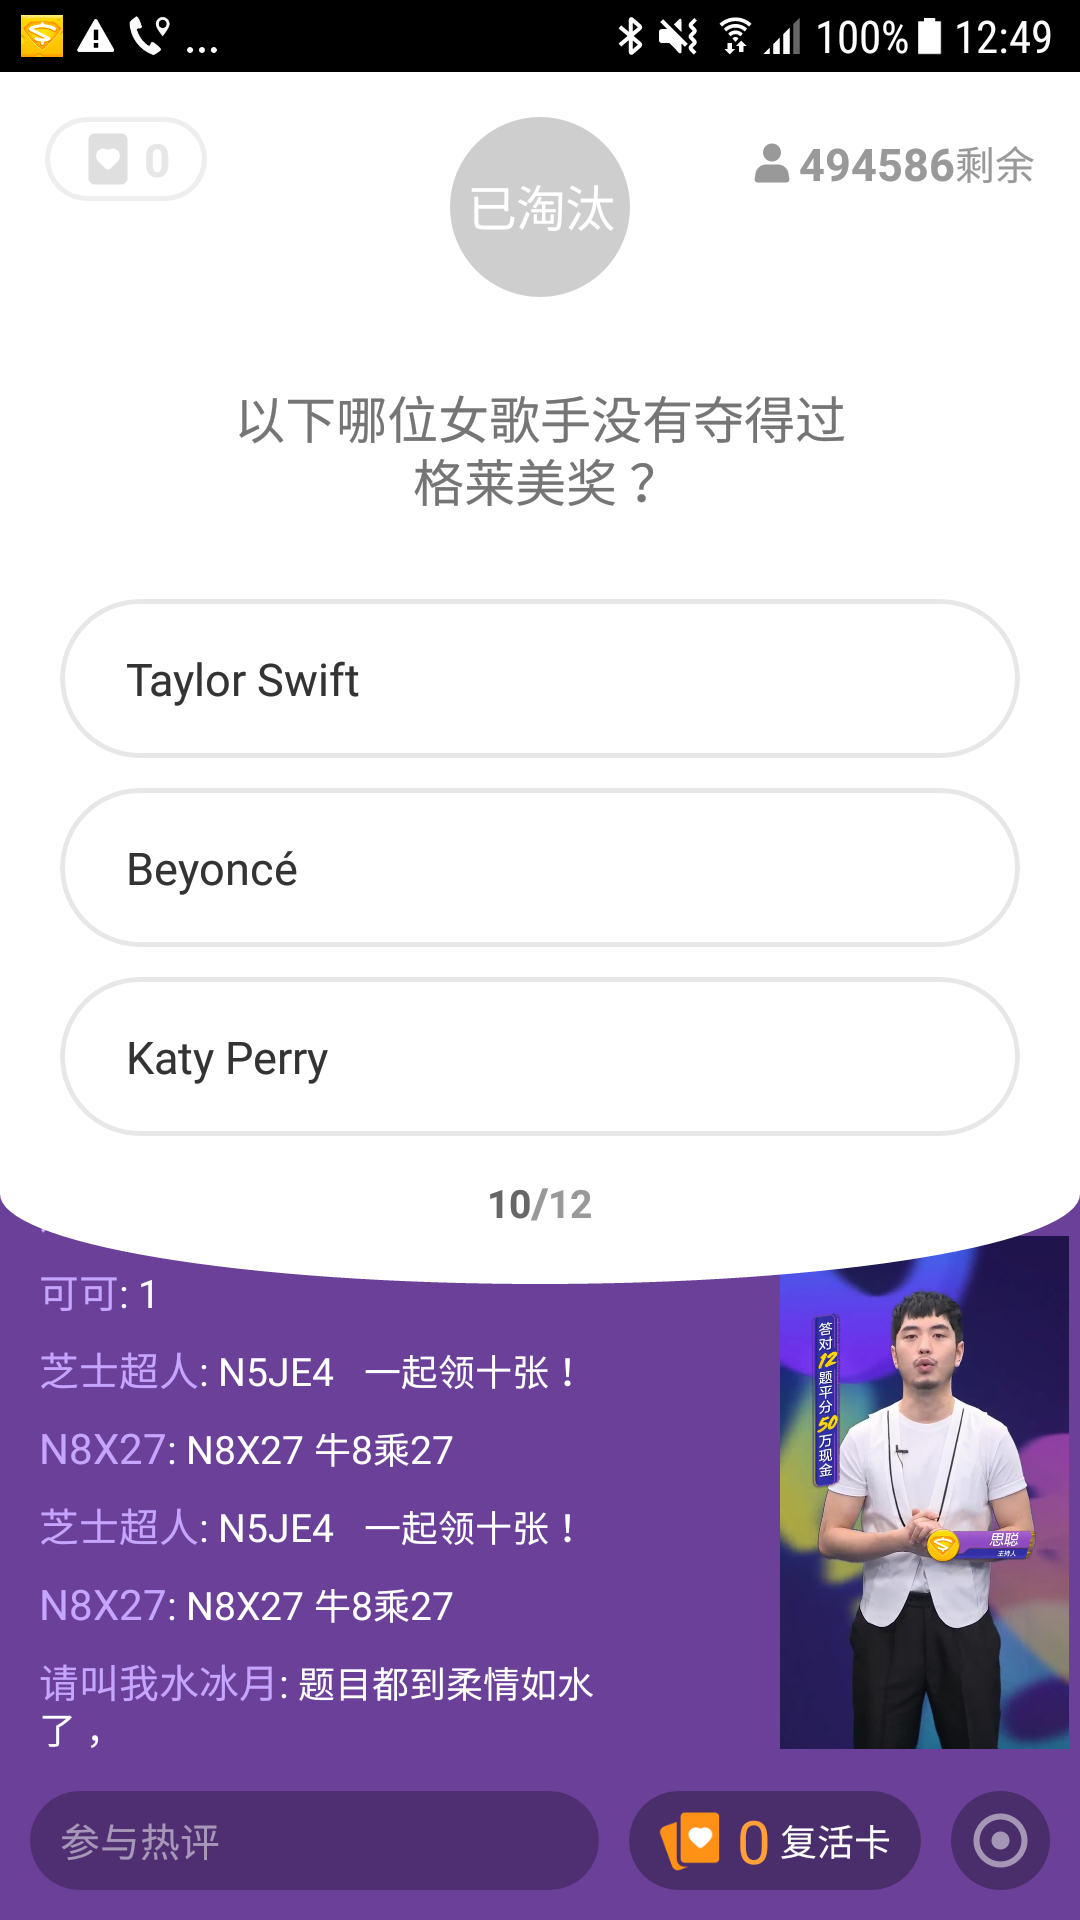 ... 100% 12:49
0
已淘汰
494586剩余
以下哪位女歌手没有夺得过
格莱美奖？
Taylor Swift
Beyoncé
Katy Perry
10/12
可可: 1
芝士超人: N5JE4 一起领十张！
N8X27: N8X27 牛8乘27
芝士超人: N5JE4 一起领十张！
N8X27: N8X27 牛8乘27
请叫我水冰月: 题目都到柔情如水
了，
答对12题平分50万现金
思聪
主持人
参与热评
0 复活卡